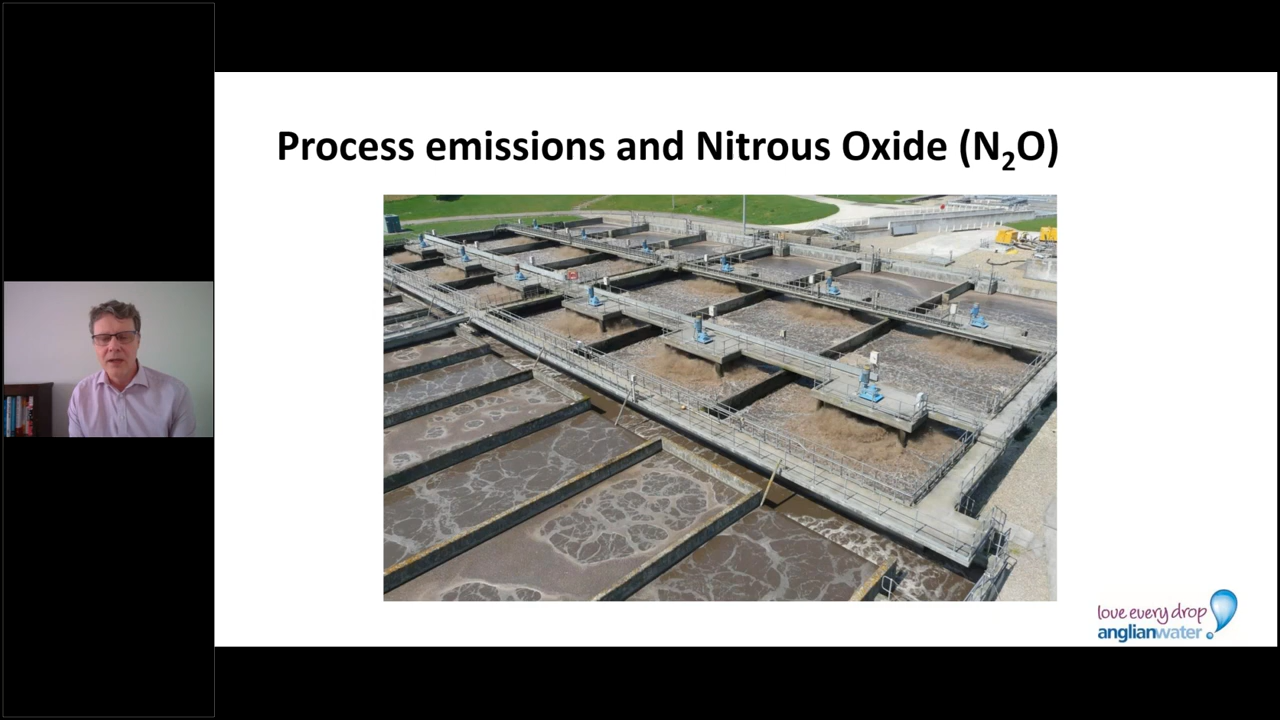 Process emissions and Nitrous Oxide (N₂O)
love every drop
anglianwater